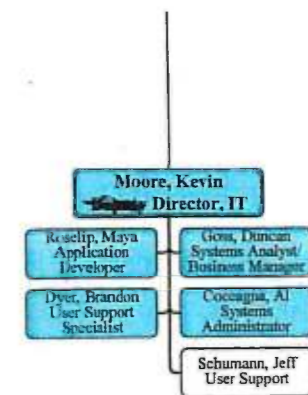 Moore, Kevin
Director, IT
Roselip, Maya
Application
Developer
Goss, Duncan
Systems Analyst/
Business Manager
Dyer, Brandon
User Support
Specialist
Coccagna, Al
Systems
Administrator
Schumann, Jeff
User Support